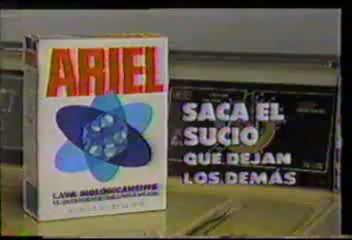 ARIEL
LAVA BIOLOGICAMENTE
SACA EL
SUCIO
QUE DEJAN
LOS DEMÁS